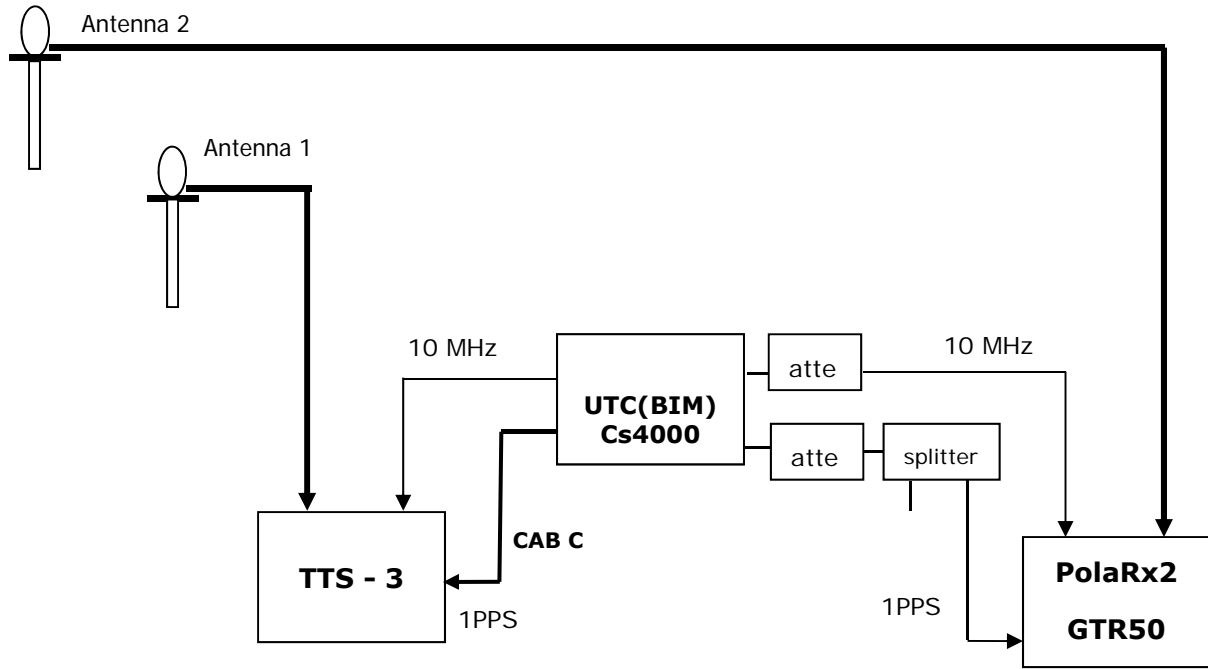 Antenna 2
Antenna 1
10 MHz
10 MHz
atte
UTC(BIM)
Cs4000
atte
splitter
CAB C
TTS - 3
1PPS
1PPS
PolaRx2
GTR50